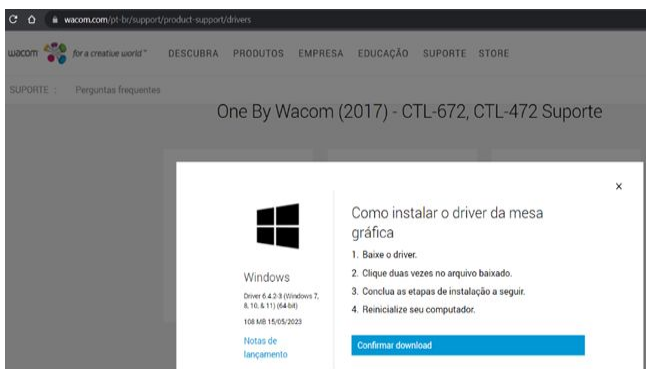 wacom.com/pt-br/support/product-support/drivers
wacom for a creative world™ DESCUBRA PRODUTOS EMPRESA EDUCAÇÃO SUPORTE STORE
SUPORTE : Perguntas frequentes
One By Wacom (2017) - CTL-672, CTL-472 Suporte
×
Como instalar o driver da mesa
gráfica
1. Baixe o driver.
2. Clique duas vezes no arquivo baixado.
3. Conclua as etapas de instalação a seguir.
4. Reinicialize seu computador.
Confirmar download
Windows
Driver 6.4.2-3 (Windows 7,
8, 10, & 11) (64-bit)
108 MB 15/05/2023
Notas de
lançamento